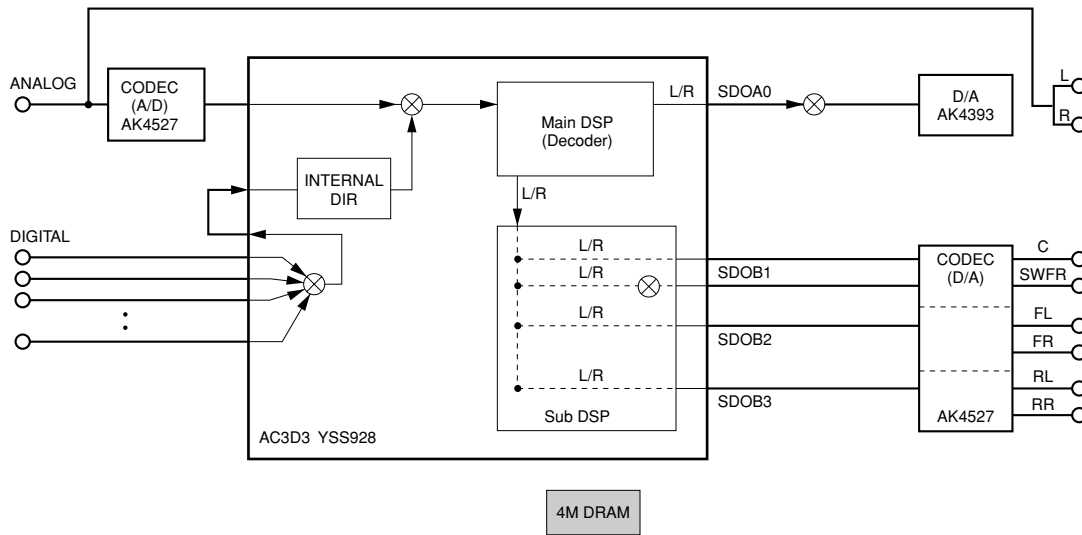 ANALOG
CODEC
(A/D)
AK4527
L/R
SDOA0
D/A
AK4393
L
R
Main DSP
(Decoder)
INTERNAL
DIR
L/R
DIGITAL
L/R
SDOB1
L/R
L/R
SDOB2
L/R
SDOB3
Sub DSP
CODEC
(D/A)
AK4527
C
SWFR
FL
FR
RL
RR
AC3D3 YSS928
4M DRAM